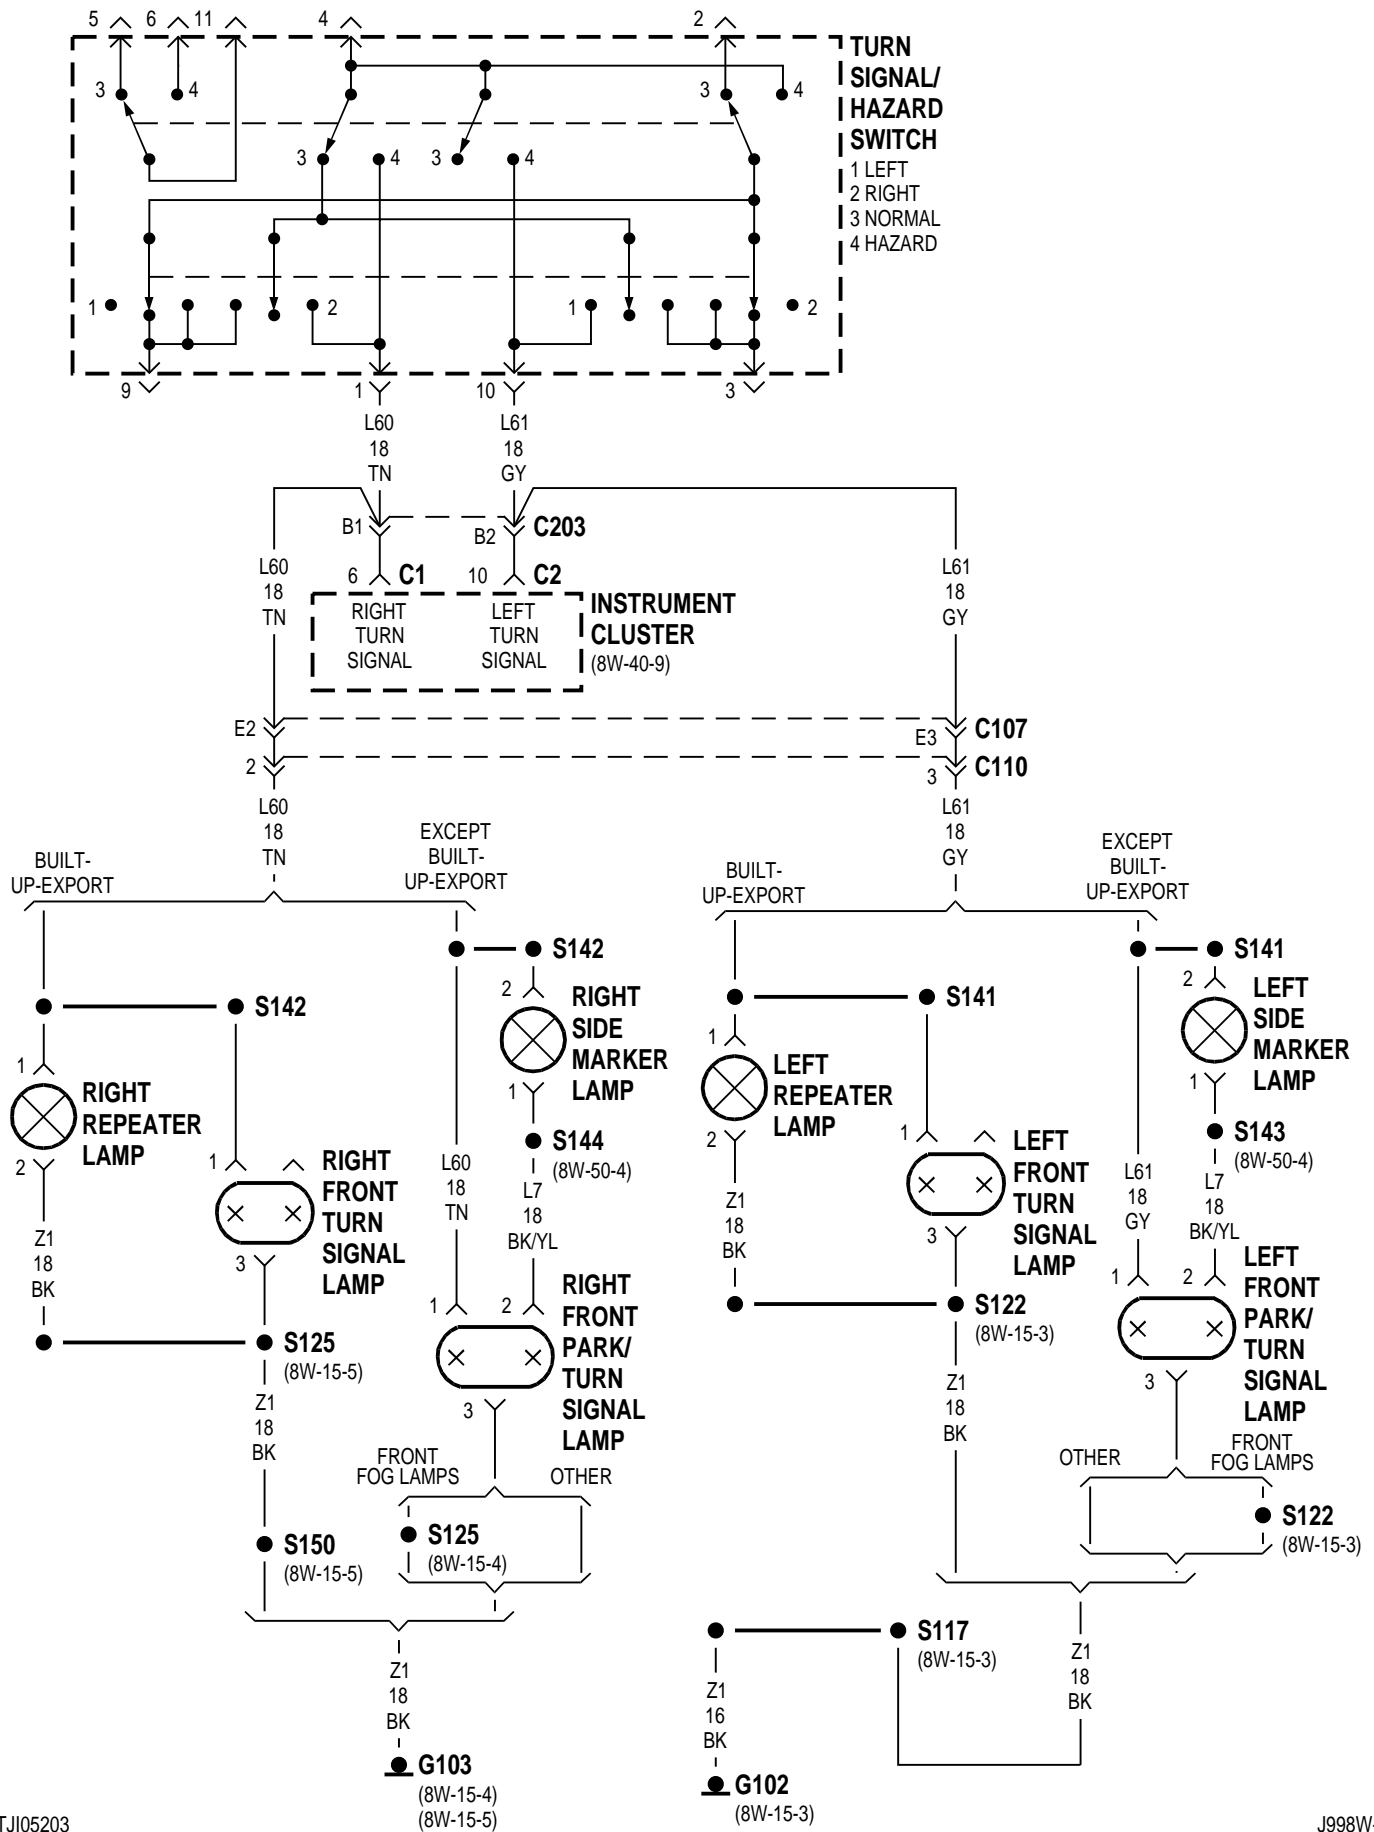 5 6 11 4 2
TURN
SIGNAL/
HAZARD
SWITCH
1 LEFT
2 RIGHT
3 NORMAL
4 HAZARD
3 4 3 4
3 4 3 4
1 2 1 2
9 1 10 3
L60
18
TN
L61
18
GY
B1 B2 C203
6 C1 10 C2
L60
18
TN
RIGHT
TURN
SIGNAL
LEFT
TURN
SIGNAL
INSTRUMENT
CLUSTER
(8W-40-9)
L61
18
GY
E2 E3 C107
2 3 C110
L60
18
TN
L61
18
GY
BUILT-
UP-EXPORT
EXCEPT
BUILT-
UP-EXPORT
BUILT-
UP-EXPORT
EXCEPT
BUILT-
UP-EXPORT
S142
S142
2
RIGHT
SIDE
MARKER
LAMP
1
1
RIGHT
REPEATER
LAMP
2
S144
(8W-50-4)
1
RIGHT
FRONT
TURN
SIGNAL
LAMP
3
L60
18
TN
L7
18
BK/YL
Z1
18
BK
1 2
RIGHT
FRONT
PARK/
TURN
SIGNAL
LAMP
3
S125
(8W-15-5)
Z1
18
BK
FRONT
FOG LAMPS
OTHER
S125
(8W-15-4)
S150
(8W-15-5)
Z1
18
BK
G103
(8W-15-4)
(8W-15-5)
S141
S141
2
LEFT
SIDE
MARKER
LAMP
1
1
LEFT
REPEATER
LAMP
2
S143
(8W-50-4)
1
LEFT
FRONT
TURN
SIGNAL
LAMP
3
L61
18
GY
L7
18
BK/YL
Z1
18
BK
1 2
LEFT
FRONT
PARK/
TURN
SIGNAL
LAMP
3
S122
(8W-15-3)
Z1
18
BK
OTHER
FRONT
FOG LAMPS
S122
(8W-15-3)
S117
(8W-15-3)
Z1
18
BK
Z1
16
BK
G102
(8W-15-3)
TJI05203
J998W-